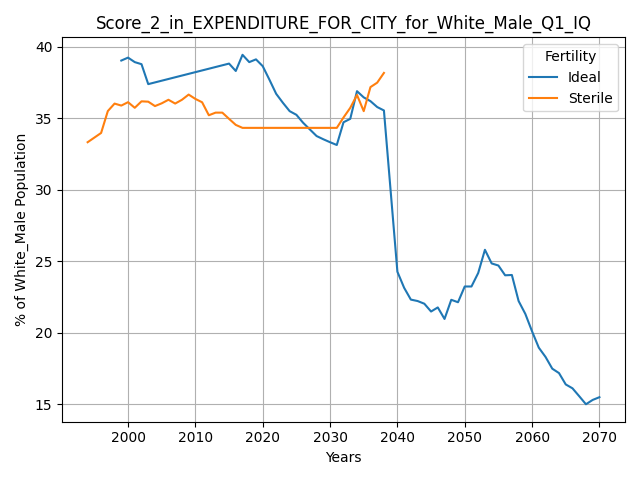 Score_2_in_EXPENDITURE_FOR_CITY_for_White_Male_Q1_IQ
Fertility
Ideal
Sterile
% of White_Male Population
40
35
30
25
20
15
2000 2010 2020 2030 2040 2050 2060 2070
Years